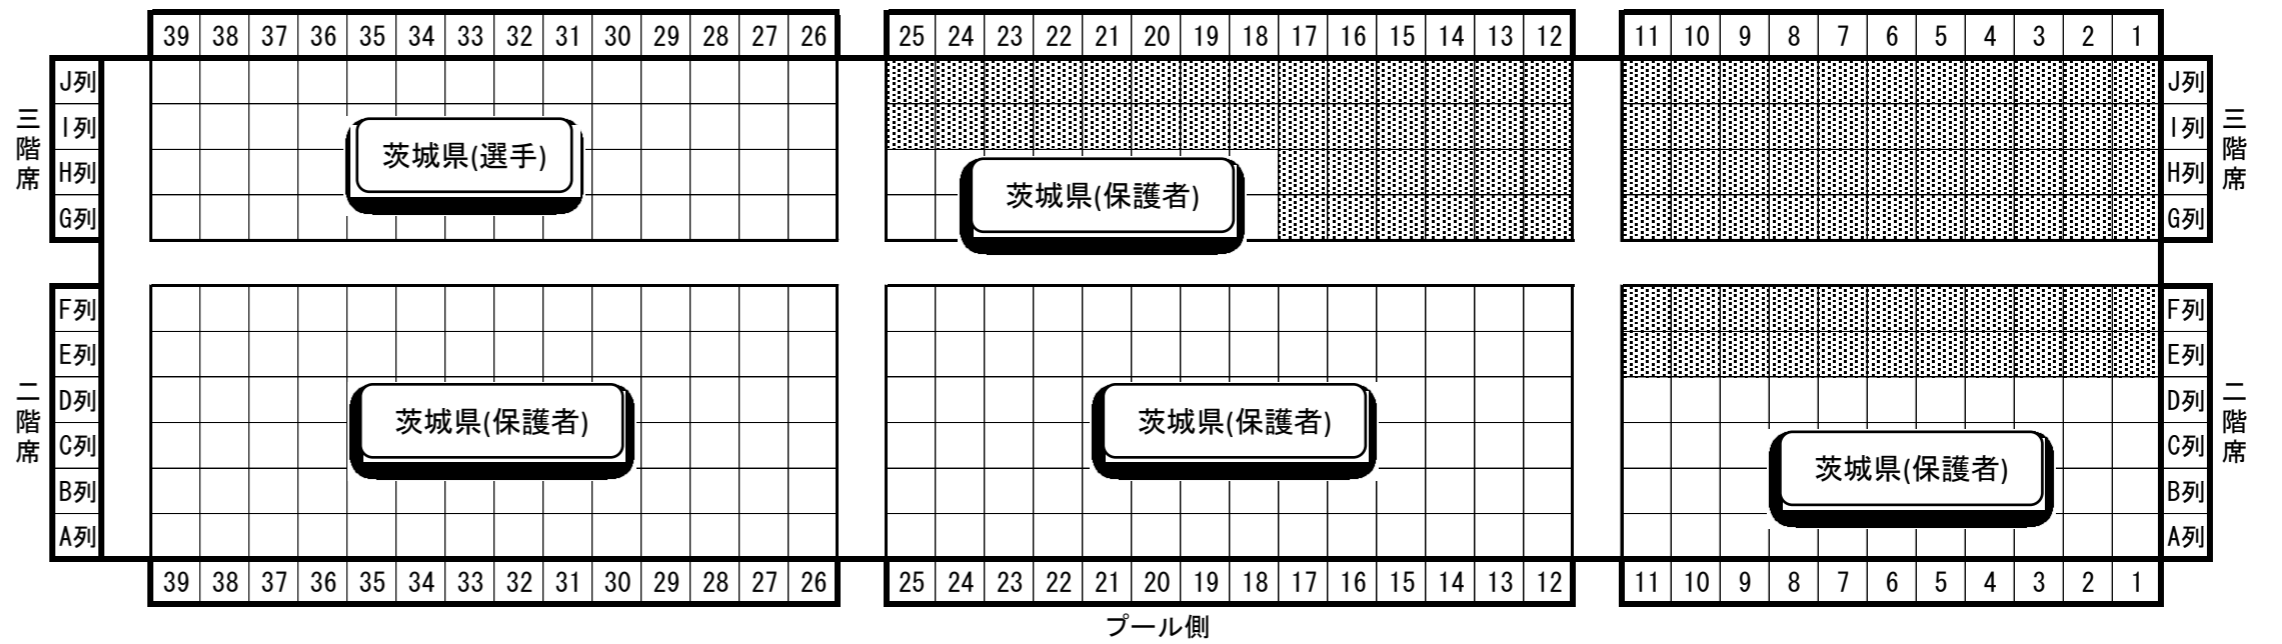 39 38 37 36 35 34 33 32 31 30 29 28 27 26 25 24 23 22 21 20 19 18 17 16 15 14 13 12 11 10 9 8 7 6 5 4 3 2 1
三階席
J列 J列
I列 I列
茨城県(選手)
H列 H列
茨城県(保護者)
G列 G列
三階席
二階席
F列 F列
E列 E列
D列 D列
茨城県(保護者) 茨城県(保護者)
C列 C列
茨城県(保護者)
B列 B列
A列 A列
二階席
39 38 37 36 35 34 33 32 31 30 29 28 27 26 25 24 23 22 21 20 19 18 17 16 15 14 13 12 11 10 9 8 7 6 5 4 3 2 1
プール側